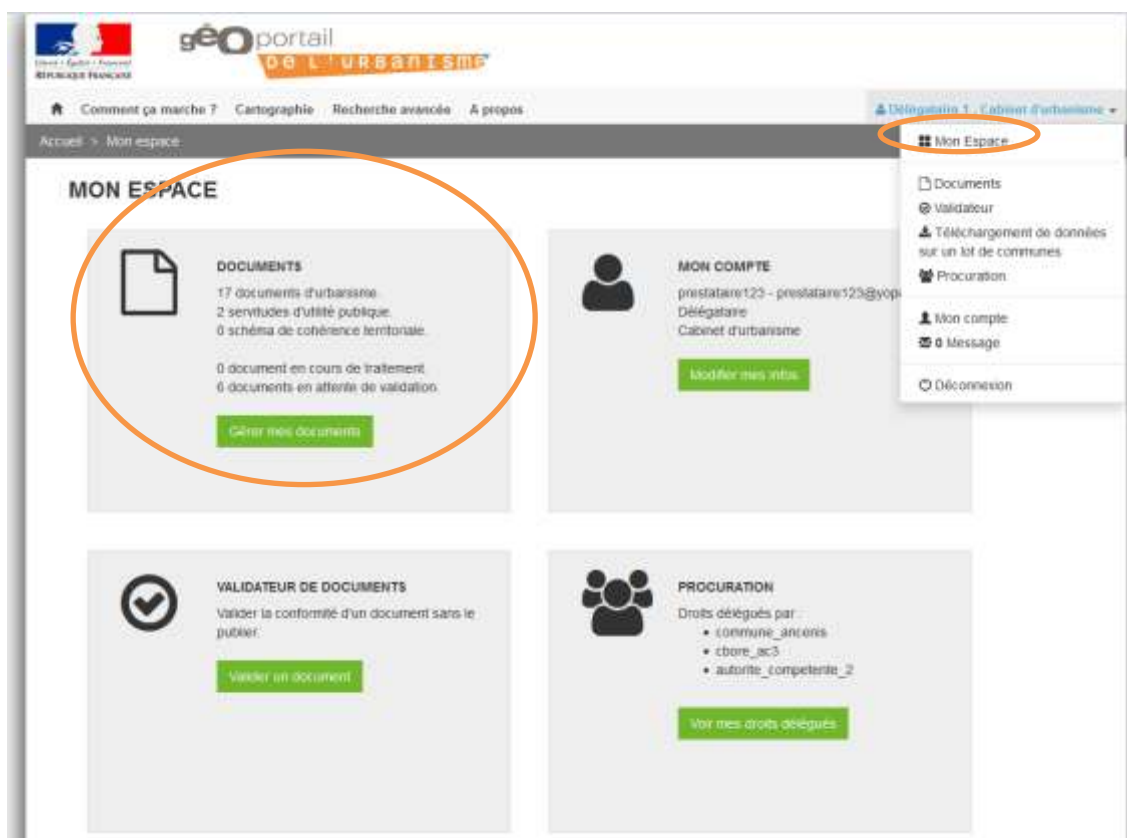 géoportail
DE L'URBANISME
RÉPUBLIQUE FRANÇAISE
Comment ça marche ? Cartographie Recherche avancée A propos
Délégataire 1 - Cabinet d'urbanisme
Accueil > Mon espace
Mon Espace
Documents
Validateur
Téléchargement de données
sur un lot de communes
Procuration
Mon compte
0 Message
Déconnexion
MON ESPACE
DOCUMENTS
17 documents d'urbanisme.
2 servitudes d'utilité publique.
0 schéma de cohérence territoriale.
0 document en cours de traitement.
6 documents en attente de validation.
Gérer mes documents
MON COMPTE
prestataire123 - prestataire123@yop
Délégataire
Cabinet d'urbanisme
Modifier mes infos
VALIDATEUR DE DOCUMENTS
Valider la conformité d'un document sans le
publier.
Valider un document
PROCURATION
Droits délégués par :
• commune_ancenis
• cbore_ac3
• autorite_competente_2
Voir mes droits délégués